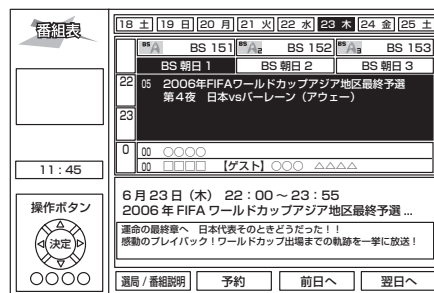 番組表
18 土 19 日 20 月 21 火 22 水 23 木 24 金 25 土
BSA BS 151 BSA2 BS 152 BSA3 BS 153
BS 朝日 1 BS 朝日 2 BS 朝日 3
22 05 2006年FIFAワールドカップアジア地区最終予選
第4夜 日本vsバーレーン（アウェー）
23
0 00 ○○○○
00 □□□□ 【ゲスト】○○○ △△△△
11：45
操作ボタン
決定
○○○○
6月23日（木） 22：00～23：55
2006年FIFAワールドカップアジア地区最終予選...
運命の最終章へ 日本代表そのときどうだった！！
感動のプレイバック！ワールドカップ出場までの軌跡を一挙に放送！
選局 / 番組説明 予約 前日へ 翌日へ